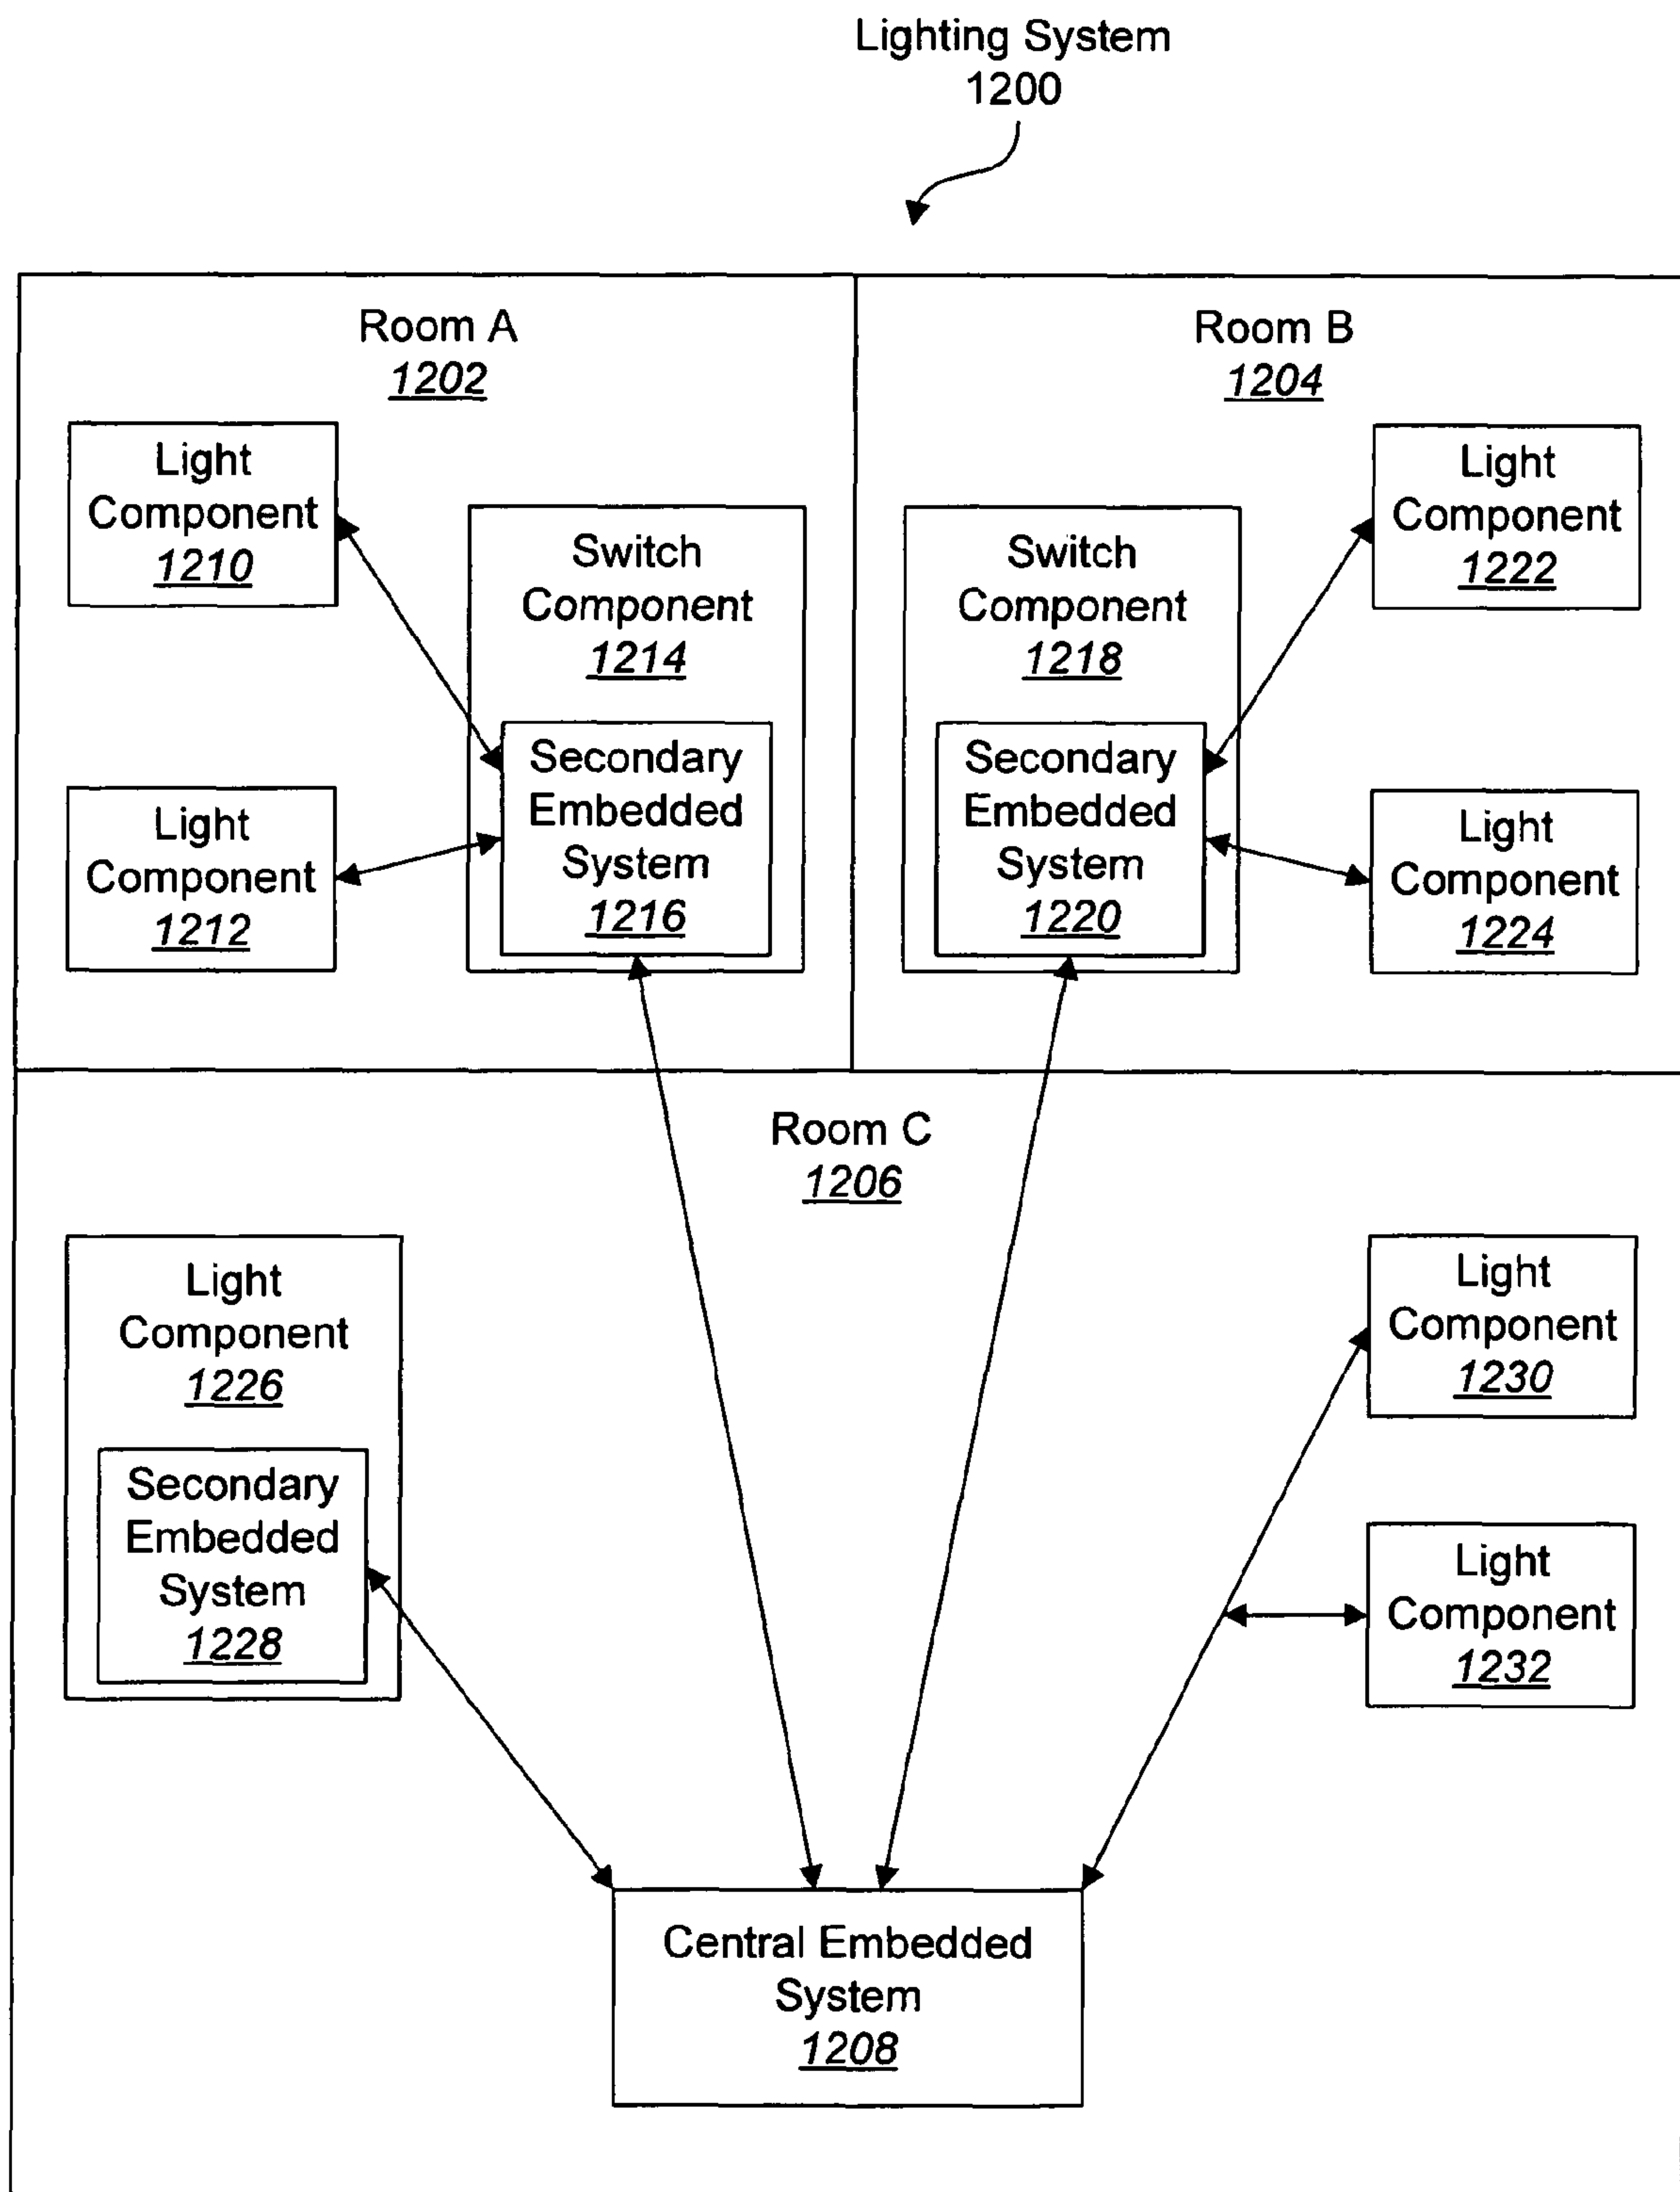 Lighting System
1200
Room A
1202
Light
Component
1210
Switch
Component
1214
Secondary
Embedded
System
1216
Light
Component
1212
Room B
1204
Switch
Component
1218
Secondary
Embedded
System
1220
Light
Component
1222
Light
Component
1224
Room C
1206
Light
Component
1226
Secondary
Embedded
System
1228
Light
Component
1230
Light
Component
1232
Central Embedded
System
1208